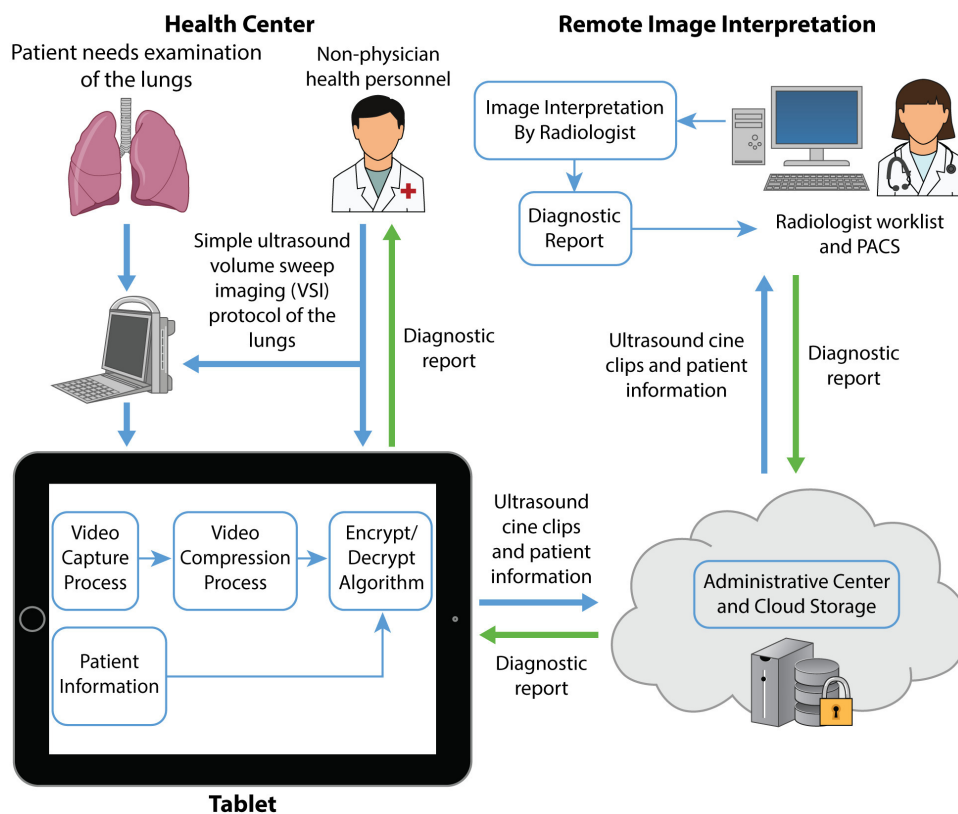 Health Center
Patient needs examination
of the lungs
Non-physician
health personnel
Simple ultrasound
volume sweep
imaging (VSI)
protocol of the
lungs
Diagnostic
report
Remote Image Interpretation
Image Interpretation
By Radiologist
Diagnostic
Report
Radiologist worklist
and PACS
Ultrasound cine
clips and patient
information
Diagnostic
report
Video
Capture
Process
Video
Compression
Process
Encrypt/
Decrypt
Algorithm
Patient
Information
Tablet
Ultrasound
cine clips
and patient
information
Diagnostic
report
Administrative Center
and Cloud Storage